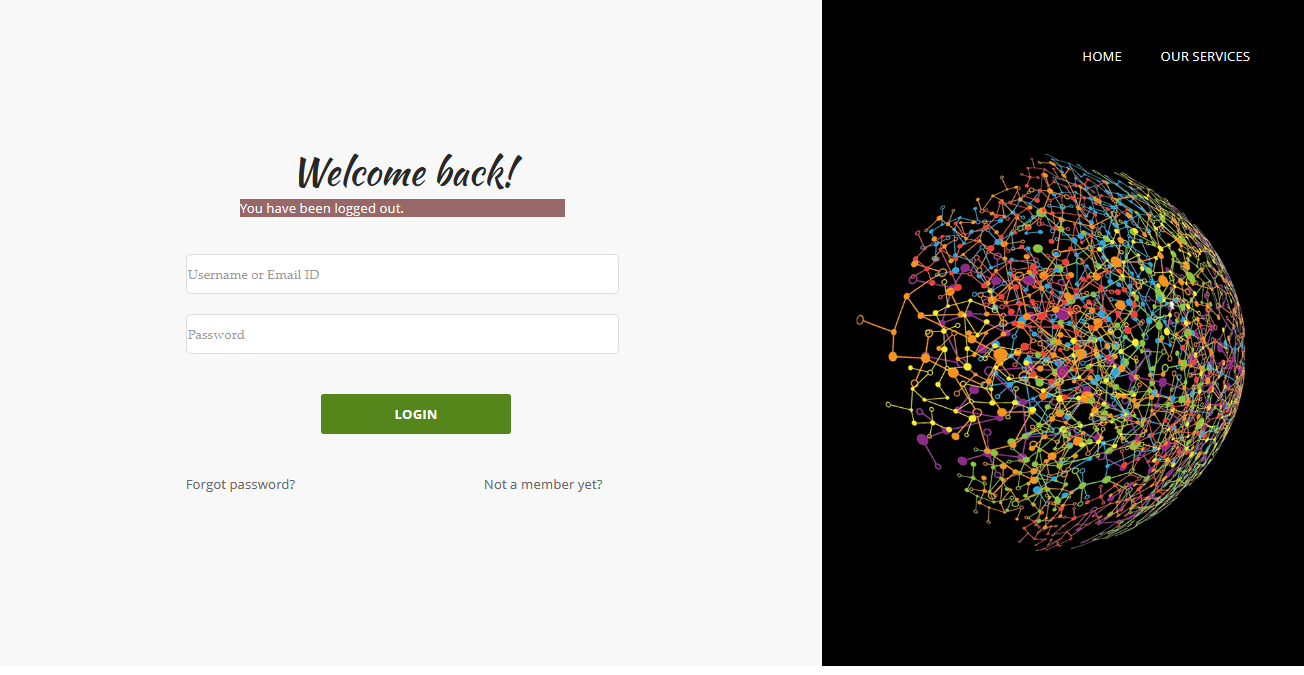 HOME OUR SERVICES
Welcome back!
You have been logged out.
Username or Email ID
Password
LOGIN
Forgot password? Not a member yet?